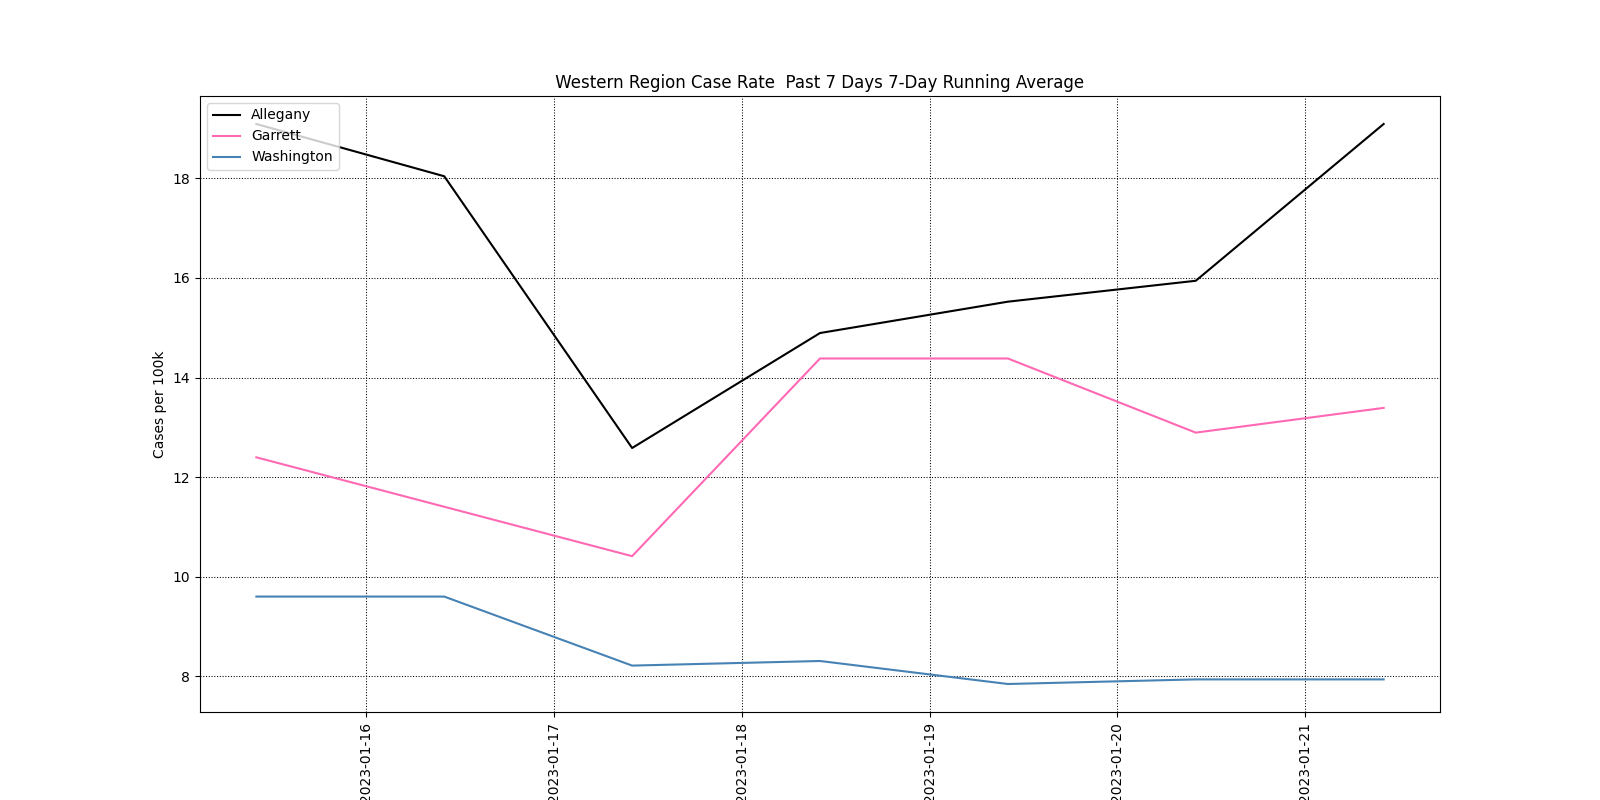 Western Region Case Rate  Past 7 Days 7-Day Running Average
Allegany
Garrett
Washington
Cases per 100k
18
16
14
12
10
8
2023-01-16
2023-01-17
2023-01-18
2023-01-19
2023-01-20
2023-01-21